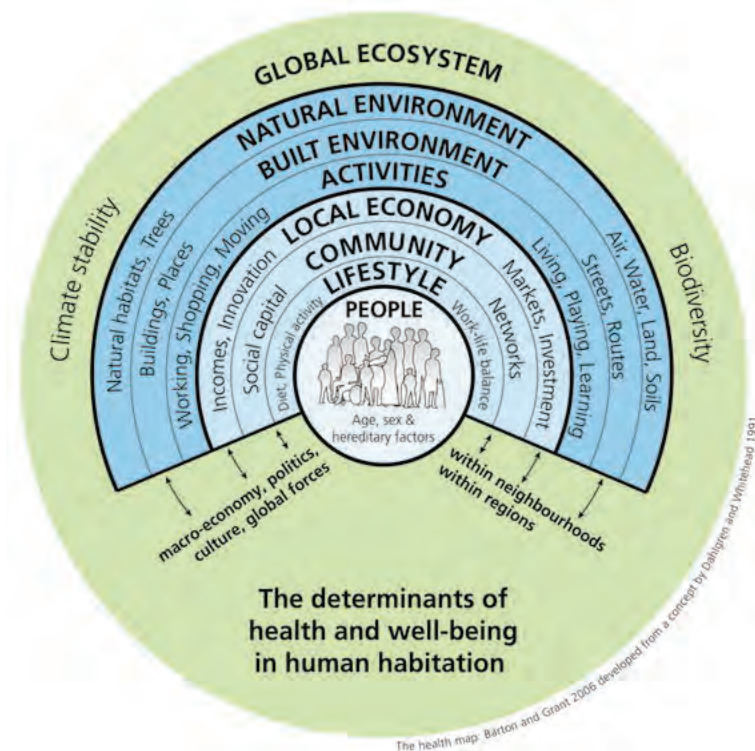 GLOBAL ECOSYSTEM
NATURAL ENVIRONMENT
BUILT ENVIRONMENT
ACTIVITIES
LOCAL ECONOMY
COMMUNITY
LIFESTYLE
PEOPLE
Age, sex &
hereditary factors
Climate stability
Natural habitats, Trees
Buildings, Places
Working, Shopping, Moving
Incomes, Innovation
Social capital
Diet, Physical activity
Work-life balance
Networks
Markets, Investment
Living, Playing, Learning
Streets, Routes
Air, Water, Land, Soils
Biodiversity
macro-economy, politics,
culture, global forces
within neighbourhoods
within regions
The determinants of
health and well-being
in human habitation
The health map: Barton and Grant 2006 developed from a concept by Dahlgren and Whitehead 1991